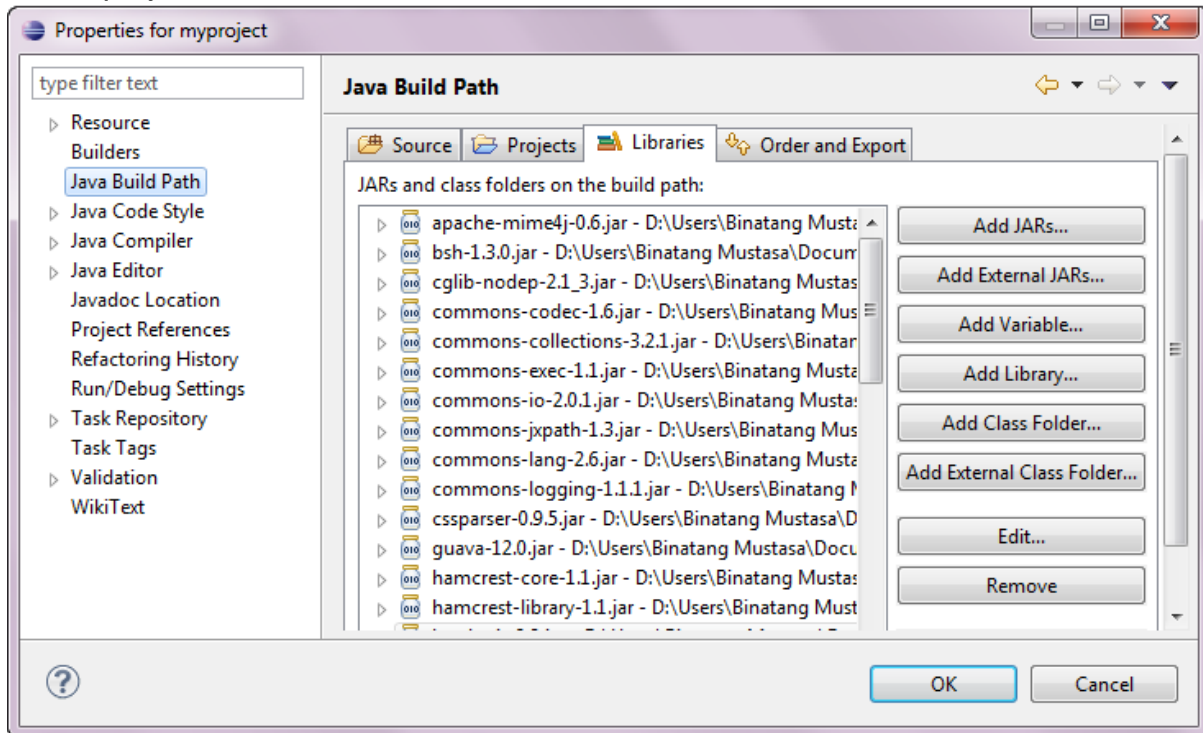 Properties for myproject
type filter text
Resource
Builders
Java Build Path
Java Code Style
Java Compiler
Java Editor
Javadoc Location
Project References
Refactoring History
Run/Debug Settings
Task Repository
Task Tags
Validation
WikiText
Java Build Path
Source Projects Libraries Order and Export
JARs and class folders on the build path:
apache-mime4j-0.6.jar - D:\Users\Binatang Musta
bsh-1.3.0.jar - D:\Users\Binatang Mustasa\Docum
cglib-nodep-2.1_3.jar - D:\Users\Binatang Mustas
commons-codec-1.6.jar - D:\Users\Binatang Mus
commons-collections-3.2.1.jar - D:\Users\Binatan
commons-exec-1.1.jar - D:\Users\Binatang Musta
commons-io-2.0.1.jar - D:\Users\Binatang Mustas
commons-jxpath-1.3.jar - D:\Users\Binatang Mus
commons-lang-2.6.jar - D:\Users\Binatang Musta
commons-logging-1.1.1.jar - D:\Users\Binatang M
cssparser-0.9.5.jar - D:\Users\Binatang Mustasa\D
guava-12.0.jar - D:\Users\Binatang Mustasa\Docu
hamcrest-core-1.1.jar - D:\Users\Binatang Mustas
hamcrest-library-1.1.jar - D:\Users\Binatang Must
Add JARs...
Add External JARs...
Add Variable...
Add Library...
Add Class Folder...
Add External Class Folder...
Edit...
Remove
OK
Cancel